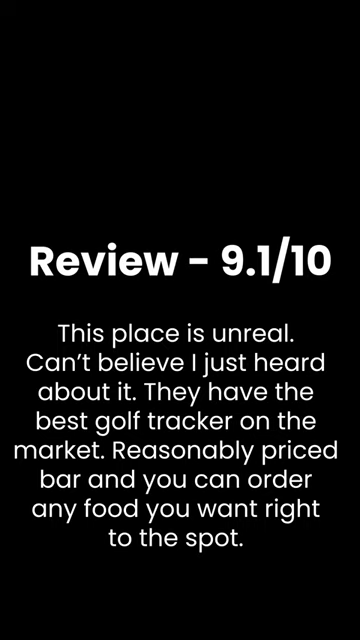 Review - 9.1/10
This place is unreal.
Can’t believe I just heard
about it. They have the
best golf tracker on the
market. Reasonably priced
bar and you can order
any food you want right
to the spot.